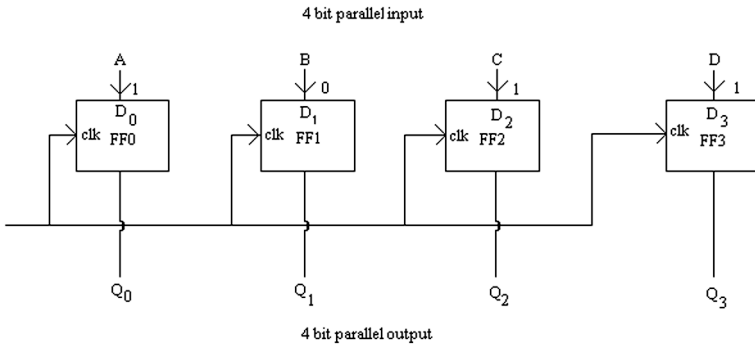 4 bit parallel input
A B C D
1 0 1 1
D0 D1 D2 D3
clk FF0 clk FF1 clk FF2 clk FF3
Q0 Q1 Q2 Q3
4 bit parallel output